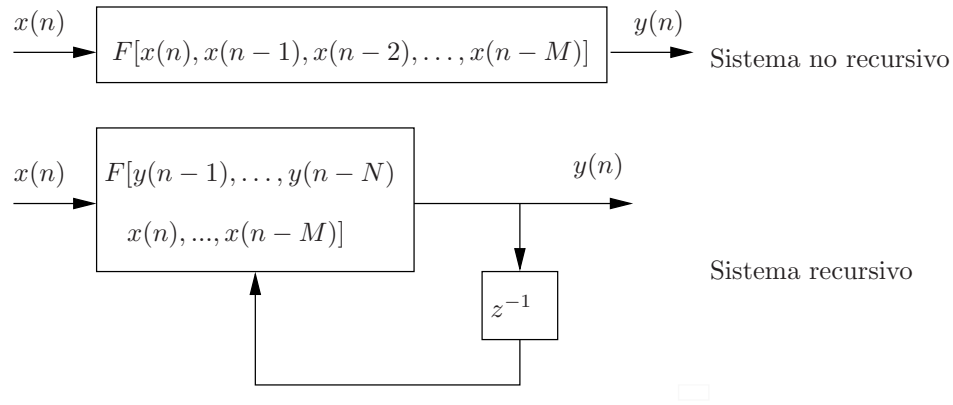 x(n)
F[x(n), x(n − 1), x(n − 2), . . . , x(n − M)]
y(n)
Sistema no recursivo
x(n)
F[y(n − 1), . . . , y(n − N)
x(n), ..., x(n − M)]
y(n)
z⁻¹
Sistema recursivo